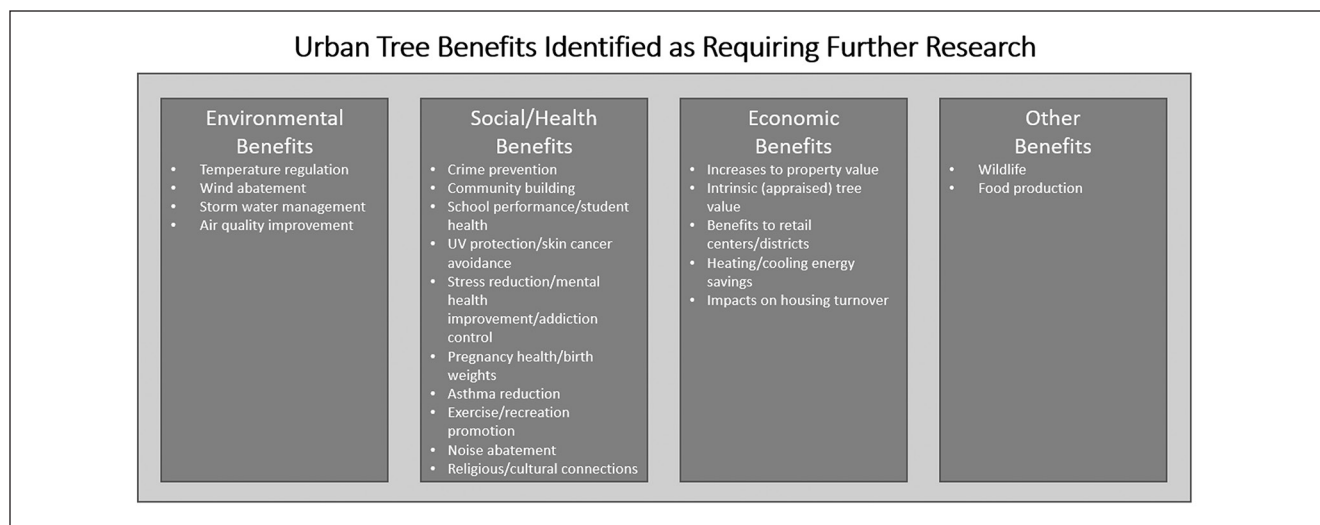 Urban Tree Benefits Identified as Requiring Further Research
Environmental
Benefits
• Temperature regulation
• Wind abatement
• Storm water management
• Air quality improvement
Social/Health
Benefits
• Crime prevention
• Community building
• School performance/student
health
• UV protection/skin cancer
avoidance
• Stress reduction/mental
health
improvement/addiction
control
• Pregnancy health/birth
weights
• Asthma reduction
• Exercise/recreation
promotion
• Noise abatement
• Religious/cultural connections
Economic
Benefits
• Increases to property value
• Intrinsic (appraised) tree
value
• Benefits to retail
centers/districts
• Heating/cooling energy
savings
• Impacts on housing turnover
Other
Benefits
• Wildlife
• Food production